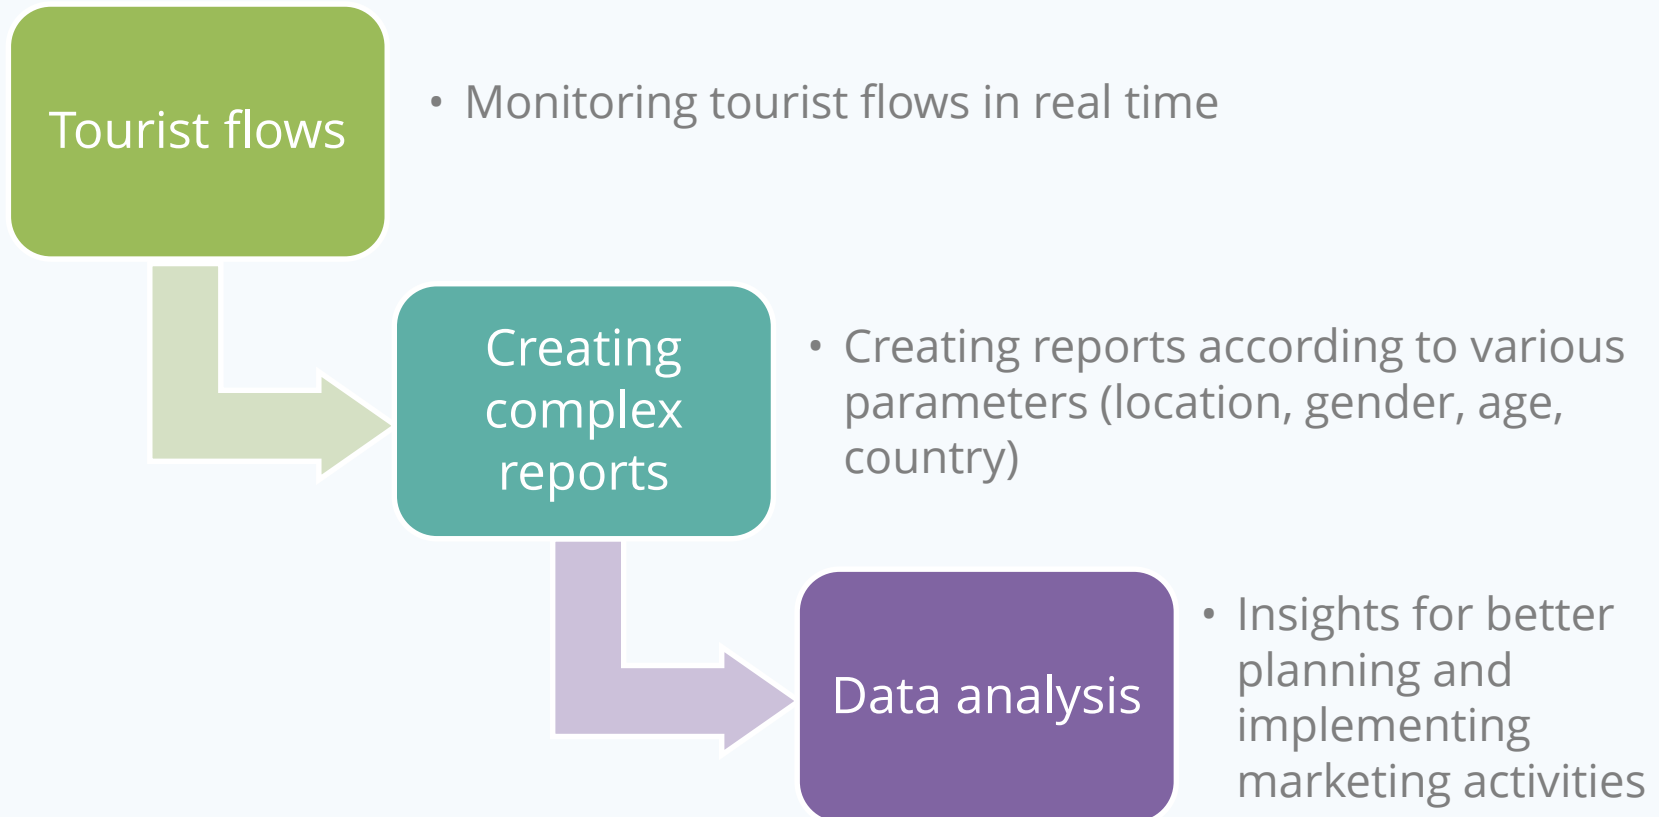 Tourist flows
• Monitoring tourist flows in real time
Creating
complex
reports
• Creating reports according to various
parameters (location, gender, age,
country)
Data analysis
• Insights for better
planning and
implementing
marketing activities